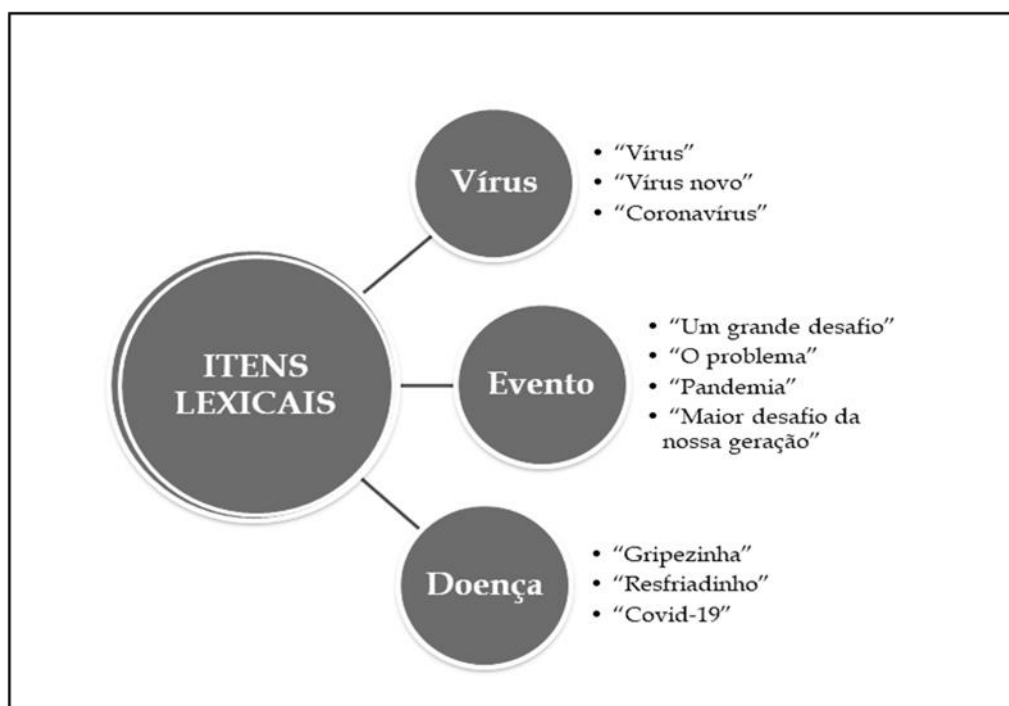 ITENS
LEXICAIS
Vírus
• “Vírus”
• “Vírus novo”
• “Coronavírus”
Evento
• “Um grande desafio”
• “O problema”
• “Pandemia”
• “Maior desafio da
nossa geração”
Doença
• “Gripezinha”
• “Resfriadinho”
• “Covid-19”